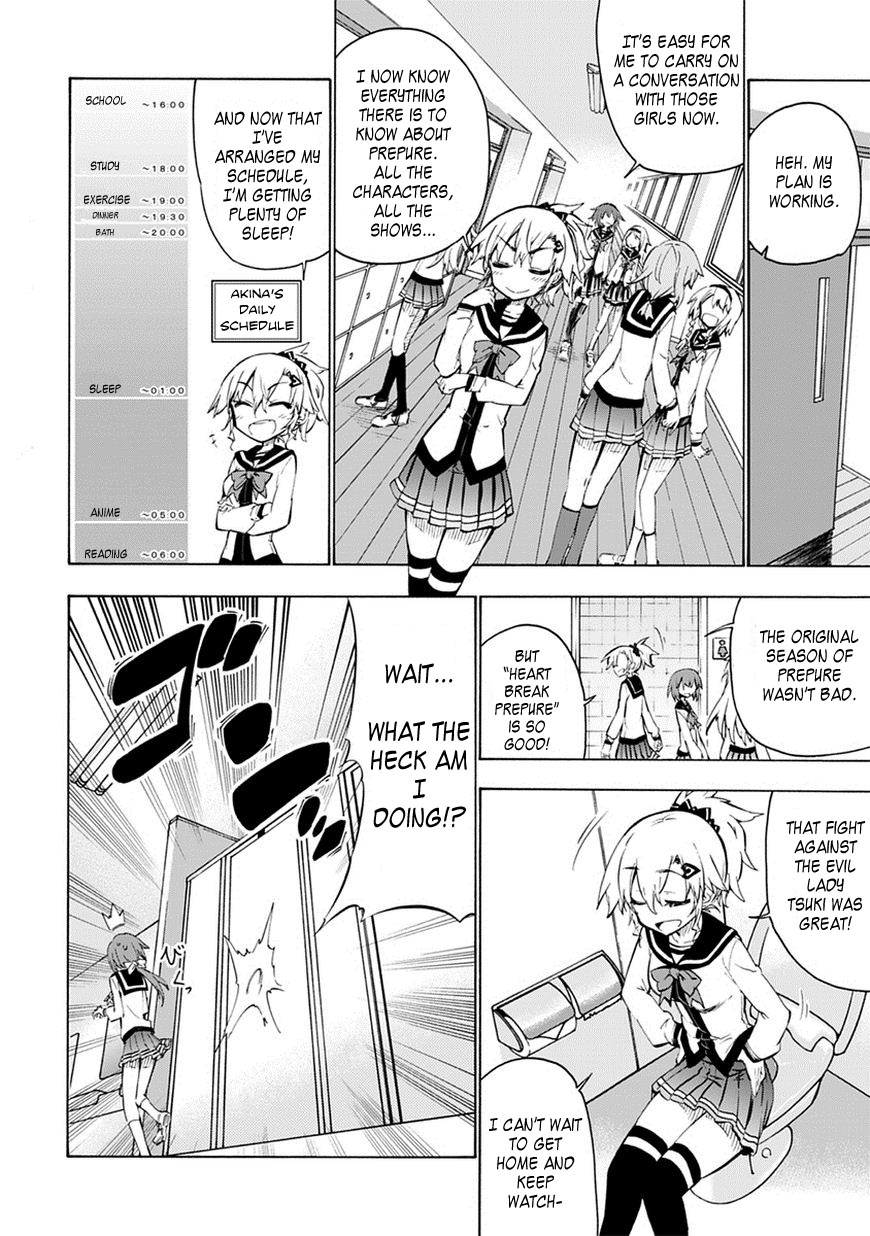 HEH. MY
PLAN IS
WORKING.
IT'S EASY FOR
ME TO CARRY ON
A CONVERSATION
WITH THOSE
GIRLS NOW.
I NOW KNOW
EVERYTHING
THERE IS TO
KNOW ABOUT
PREPURE.
ALL THE
CHARACTERS,
ALL THE
SHOWS...
AND NOW THAT
I'VE
ARRANGED MY
SCHEDULE,
I'M GETTING
PLENTY OF
SLEEP!
AKINA'S
DAILY
SCHEDULE
SCHOOL ~16:00
STUDY ~18:00
EXERCISE ~19:00
DINNER ~19:30
BATH ~20:00
SLEEP ~01:00
ANIME ~05:00
READING ~06:00
THE ORIGINAL
SEASON OF
PREPURE
WASN'T BAD.
BUT
"HEART
BREAK
PREPURE"
IS SO
GOOD!
THAT FIGHT
AGAINST
THE EVIL
LADY
TSUKI WAS
GREAT!
I CAN'T WAIT
TO GET
HOME AND
KEEP
WATCH-
WAIT...
WHAT THE
HECK AM
I
DOING!?
ゴン
びくっ